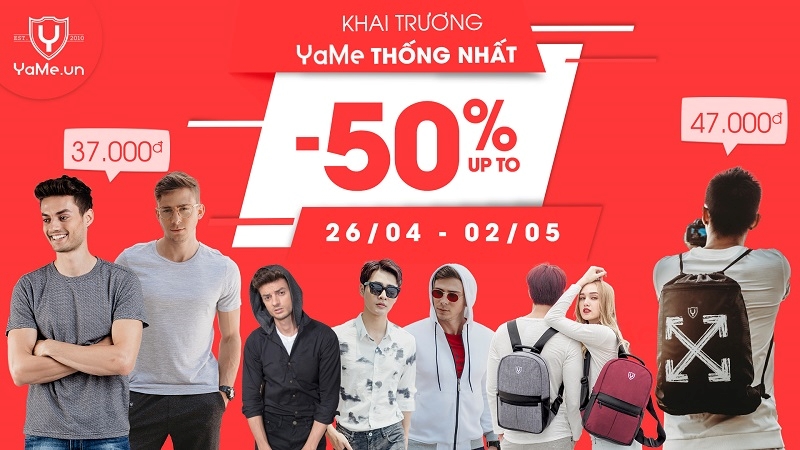 EST. 2010
YaMe.vn
KHAI TRƯƠNG
YaMe THỐNG NHẤT
-50%
UP TO
26/04 - 02/05
37.000đ
47.000đ